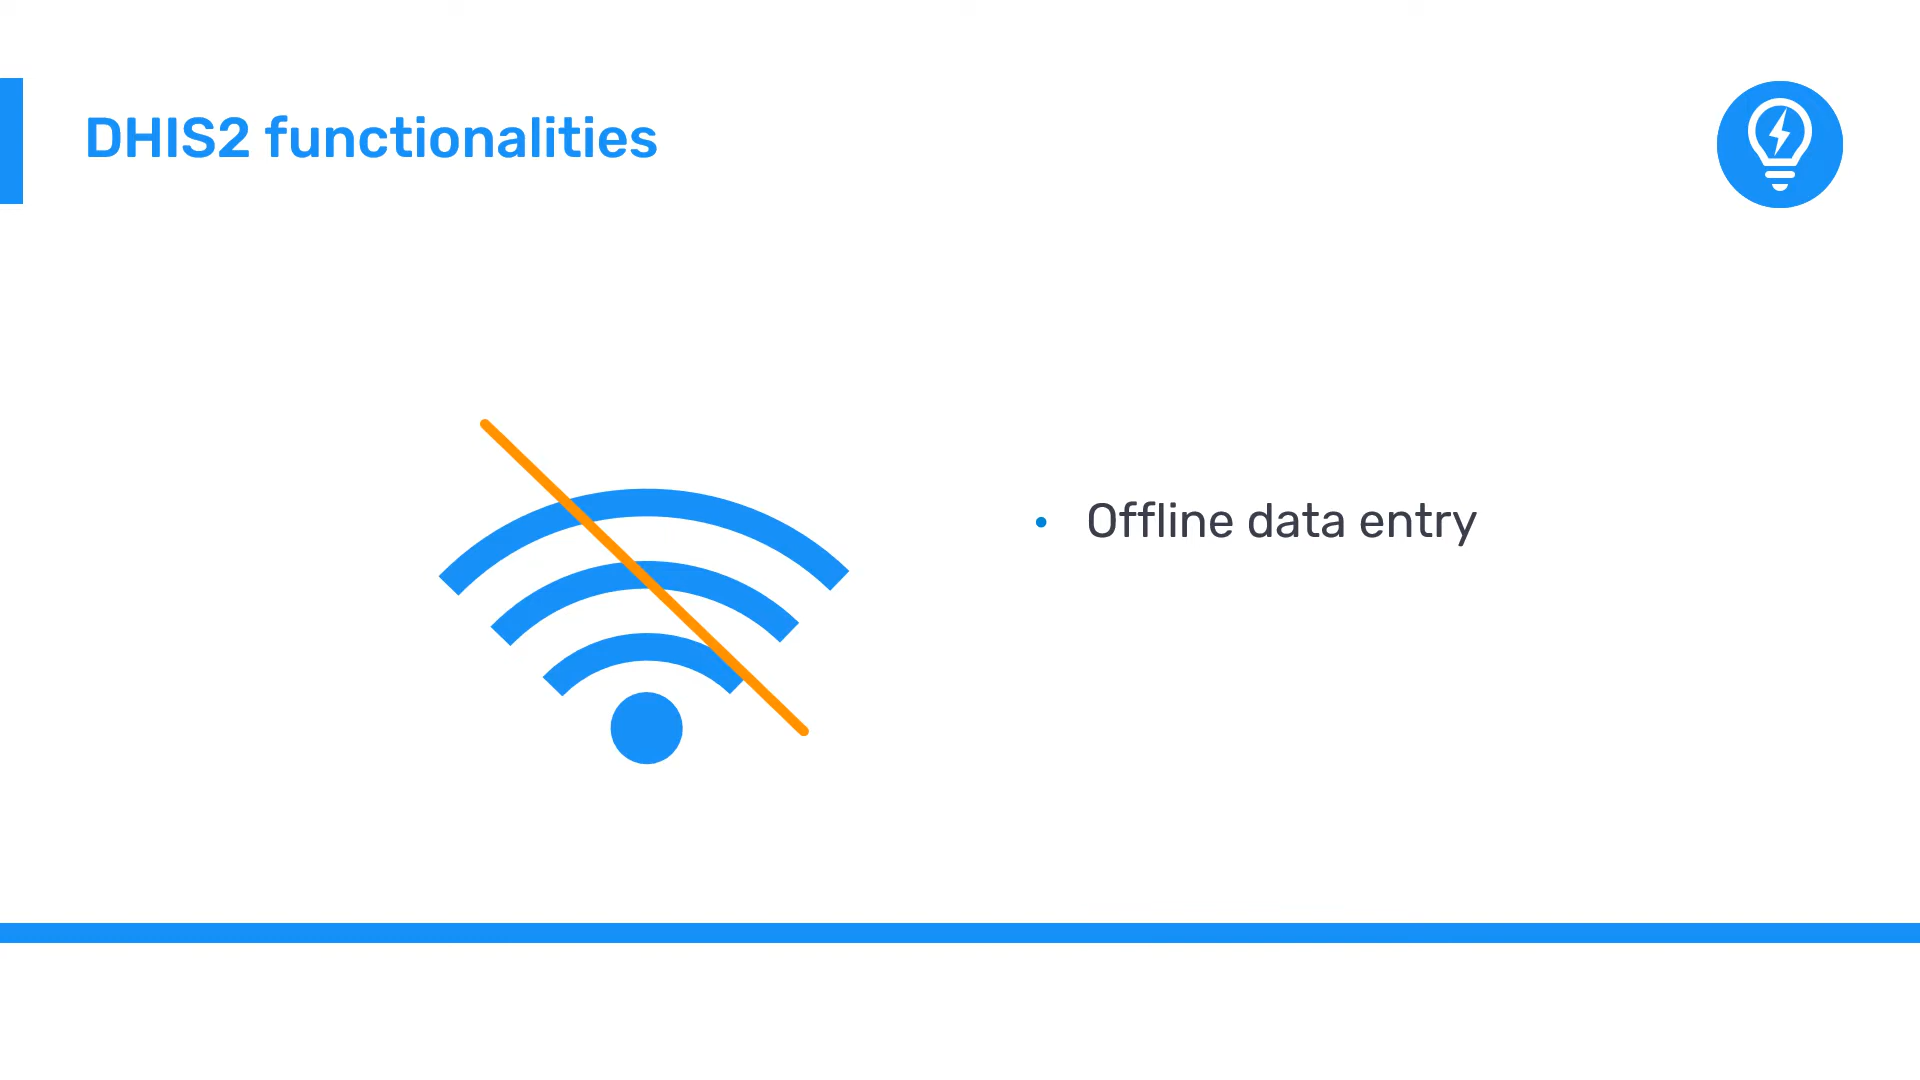 DHIS2 functionalities
• Offline data entry